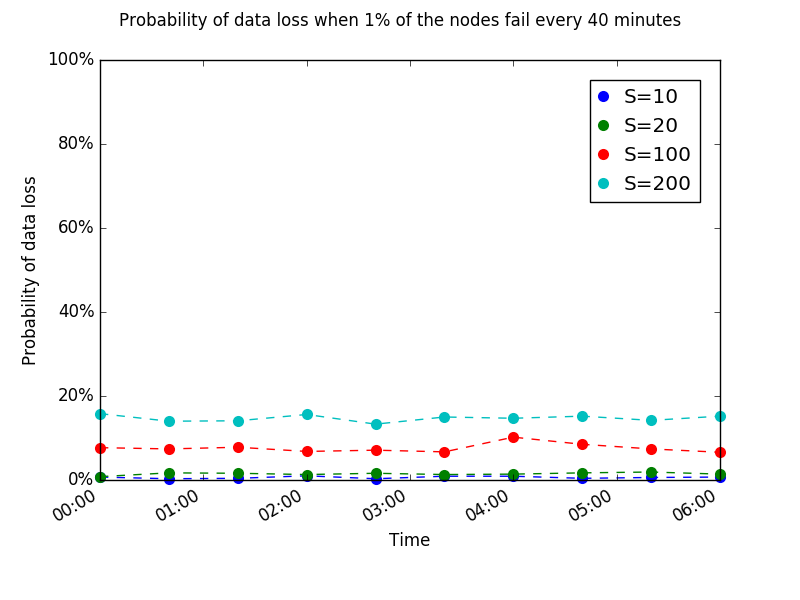 Probability of data loss when 1% of the nodes fail every 40 minutes
100%
80%
60%
40%
20%
0%
Probability of data loss
S=10
S=20
S=100
S=200
00:00
01:00
02:00
03:00
04:00
05:00
06:00
Time